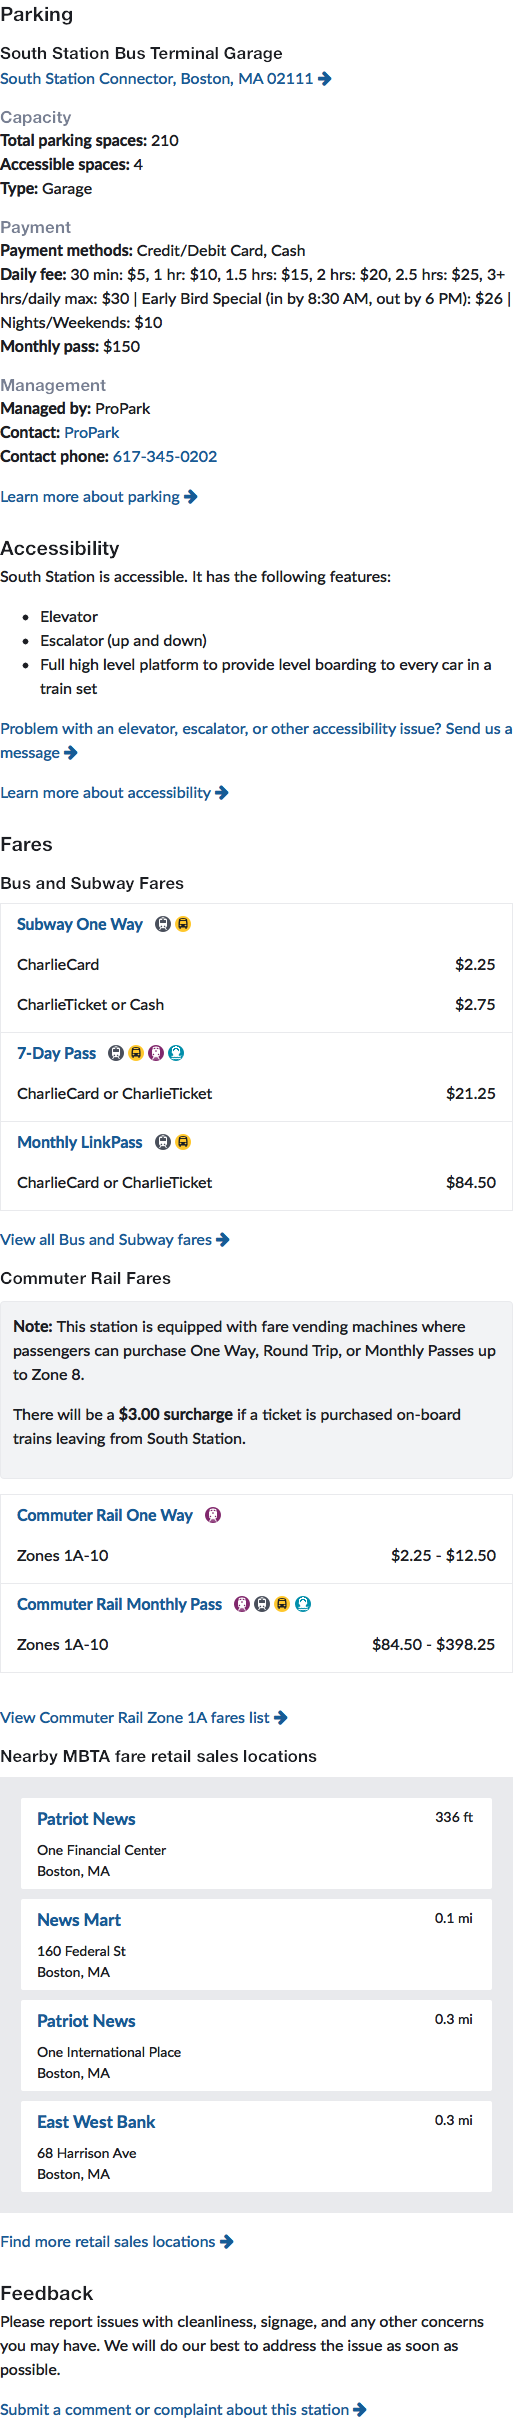 Parking
South Station Bus Terminal Garage
South Station Connector, Boston, MA 02111
Capacity
Total parking spaces: 210
Accessible spaces: 4
Type: Garage
Payment
Payment methods: Credit/Debit Card, Cash
Daily fee: 30 min: $5, 1 hr: $10, 1.5 hrs: $15, 2 hrs: $20, 2.5 hrs: $25, 3+
hrs/daily max: $30 | Early Bird Special (in by 8:30 AM, out by 6 PM): $26 |
Nights/Weekends: $10
Monthly pass: $150
Management
Managed by: ProPark
Contact: ProPark
Contact phone: 617-345-0202
Learn more about parking
Accessibility
South Station is accessible. It has the following features:
• Elevator
• Escalator (up and down)
• Full high level platform to provide level boarding to every car in a
train set
Problem with an elevator, escalator, or other accessibility issue? Send us a
message
Learn more about accessibility
Fares
Bus and Subway Fares
Subway One Way
CharlieCard $2.25
CharlieTicket or Cash $2.75
7-Day Pass
CharlieCard or CharlieTicket $21.25
Monthly LinkPass
CharlieCard or CharlieTicket $84.50
View all Bus and Subway fares
Commuter Rail Fares
Note: This station is equipped with fare vending machines where
passengers can purchase One Way, Round Trip, or Monthly Passes up
to Zone 8.
There will be a $3.00 surcharge if a ticket is purchased on-board
trains leaving from South Station.
Commuter Rail One Way
Zones 1A-10 $2.25 - $12.50
Commuter Rail Monthly Pass
Zones 1A-10 $84.50 - $398.25
View Commuter Rail Zone 1A fares list
Nearby MBTA fare retail sales locations
Patriot News 336 ft
One Financial Center
Boston, MA
News Mart 0.1 mi
160 Federal St
Boston, MA
Patriot News 0.3 mi
One International Place
Boston, MA
East West Bank 0.3 mi
68 Harrison Ave
Boston, MA
Find more retail sales locations
Feedback
Please report issues with cleanliness, signage, and any other concerns
you may have. We will do our best to address the issue as soon as
possible.
Submit a comment or complaint about this station